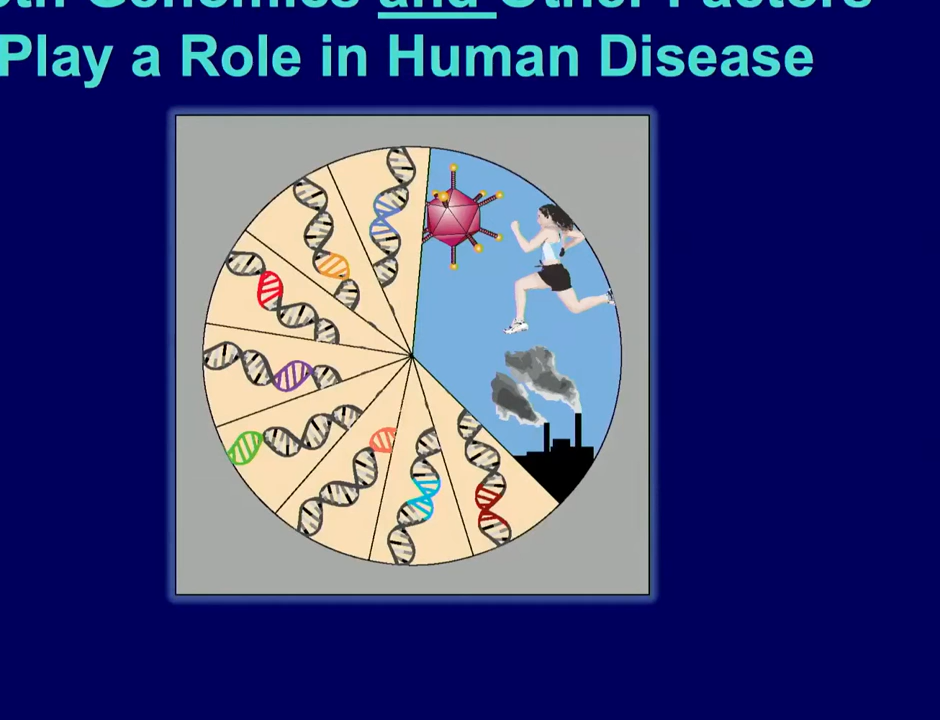 Genomics and Other Factors
Play a Role in Human Disease